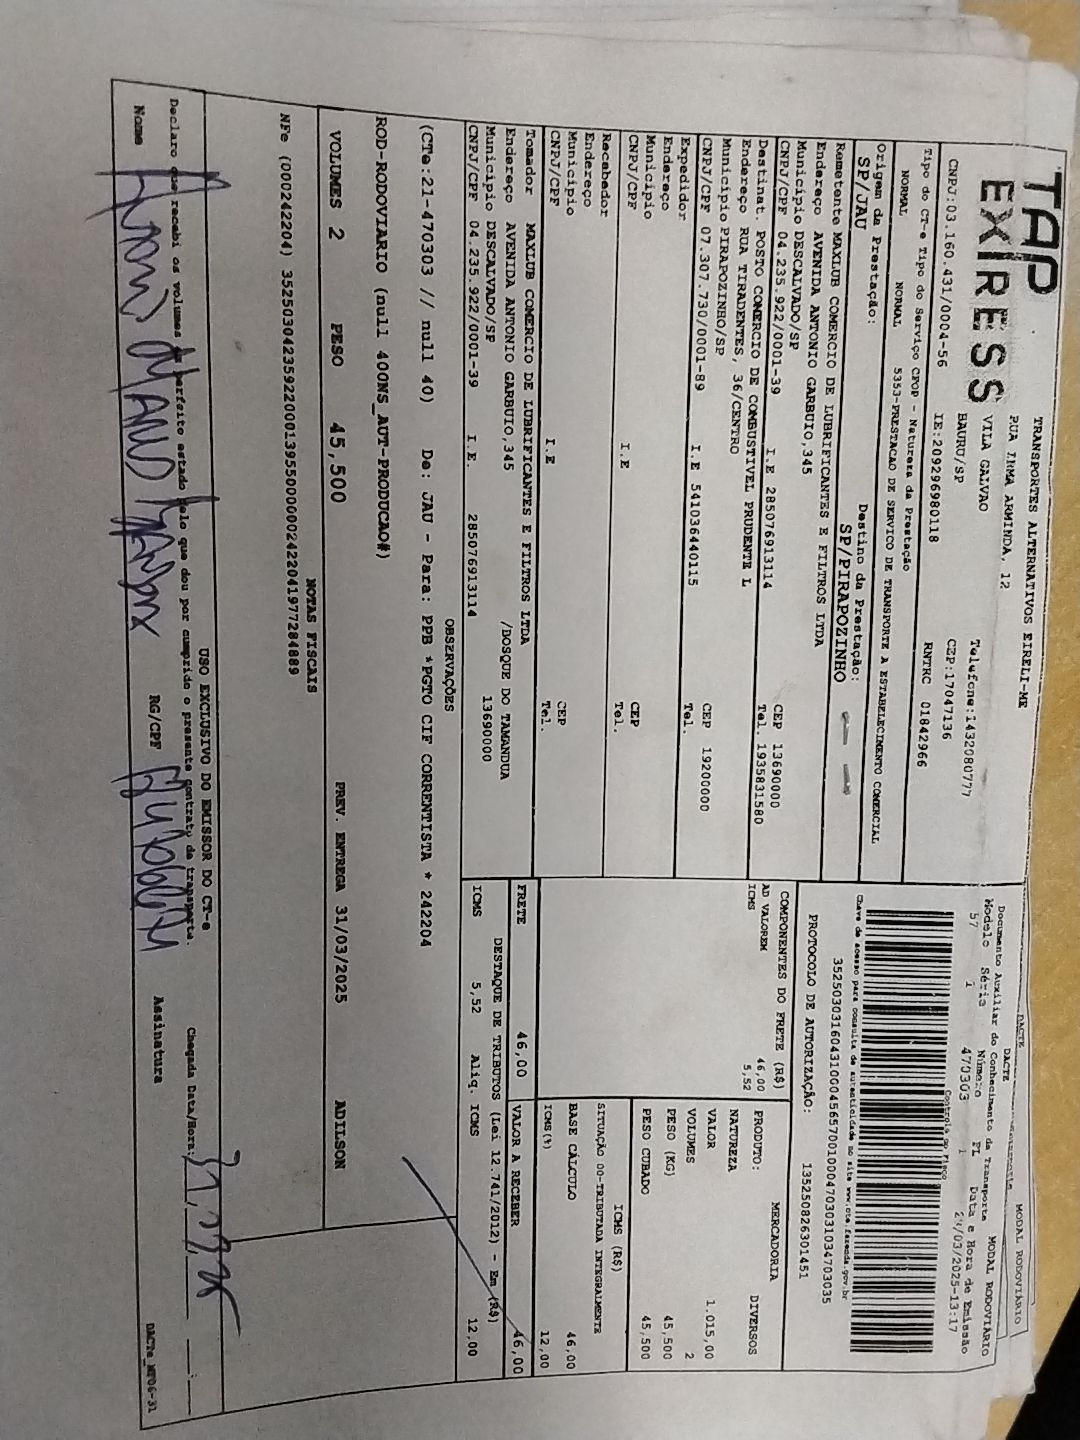 TAP
EXPRESS
TRANSPORTES ALTERNATIVOS EIRELI-ME
RUA IRMA ARMINDA, 12
VILA GALVAO
BAURU/SP
Telefone:1432080777
CEP:17047136
CNPJ:03.160.431/0004-56
IE:209296980118
RNTRC 01842966
DACTE
MODAL RODOVIÁRIO
DACTE
Documento Auxiliar do Conhecimento da Transporte MODAL RODOVIÁRIO
Modelo Série Número FL Data e Hora de Emissão
57 1 470303 1 /03/2025-13:17
Controle do Fisco
Chave de acesso para consulta de autenticidade no site www.cte.fazenda.gov.br
PROTOCOLO DE AUTORIZAÇÃO: 135250826301451
Tipo do CT-e Tipo do Serviço CFOP - Natureza da Prestação
NORMAL NORMAL 5353-PRESTACAO DE SERVICO DE TRANSPORTE A ESTABELECIMENTO COMERCIAL
Origem da Prestação: Destino da Prestação:
SP/JAU SP/PIRAPOZINHO
Remetente MAXLUB COMERCIO DE LUBRIFICANTES E FILTROS LTDA
Endereço AVENIDA ANTONIO GARBUIO,345
Município DESCALVADO/SP CEP 13690000
CNPJ/CPF 04.235.922/0001-39 I.E 285076913114 Tel. 1935831580
Destinat. POSTO COMERCIO DE COMBUSTIVEL PRUDENTE L
Endereço RUA TIRADENTES, 36/CENTRO
Município PIRAPOZINHO/SP CEP 19200000
CNPJ/CPF 07.307.730/0001-89 I.E 541036440115 Tel.
Expedidor
Endereço
Município CEP
CNPJ/CPF I.E Tel.
Recebedor
Endereço
Município CEP
CNPJ/CPF I.E Tel.
Tomador MAXLUB COMERCIO DE LUBRIFICANTES E FILTROS LTDA
Endereço AVENIDA ANTONIO GARBUIO,345 /BOSQUE DO TAMANDUA
Município DESCALVADO/SP 13690000
CNPJ/CPF 04.235.922/0001-39 I.E. 285076913114
COMPONENTES DO FRETE (R$)
AD VALOREM 46,00
ICMS 5,52
MERCADORIA
PRODUTO: DIVERSOS
NATUREZA
VALOR 1.015,00
VOLUMES 2
PESO (KG) 45,500
PESO CUBADO 45,500
ICMS (R$)
SITUAÇÃO DO-TRIBUTADA INTEGRALMENTE
BASE CÁLCULO 46,00
ICMS(%) 12,00
FRETE 46,00 VALOR A RECEBER 46,00
DESTAQUE DE TRIBUTOS (Lei 12.741/2012) - Em (R$)
ICMS 5,52 Aliq. ICMS 12,00
OBSERVAÇÕES
(CTe:21-470303 // null 40) De: JAU - Para: PPB *PGTO CIF CORRENTISTA * 242204
ROD-RODOVIARIO (null 400NS_AUT-PRODUCAO#)
VOLUMES 2 PESO 45,500 PREV. ENTREGA 31/03/2025 ADILSON
NOTAS FISCAIS
USO EXCLUSIVO DO EMISSOR DO CT-e
Declaro que recebi os volumes perfeito estado pelo que dou por cumprido o presente contrato de transporte.
Chegada Data/Hora:
Nome RG/CPF Assinatura
DACTe_MT06-31